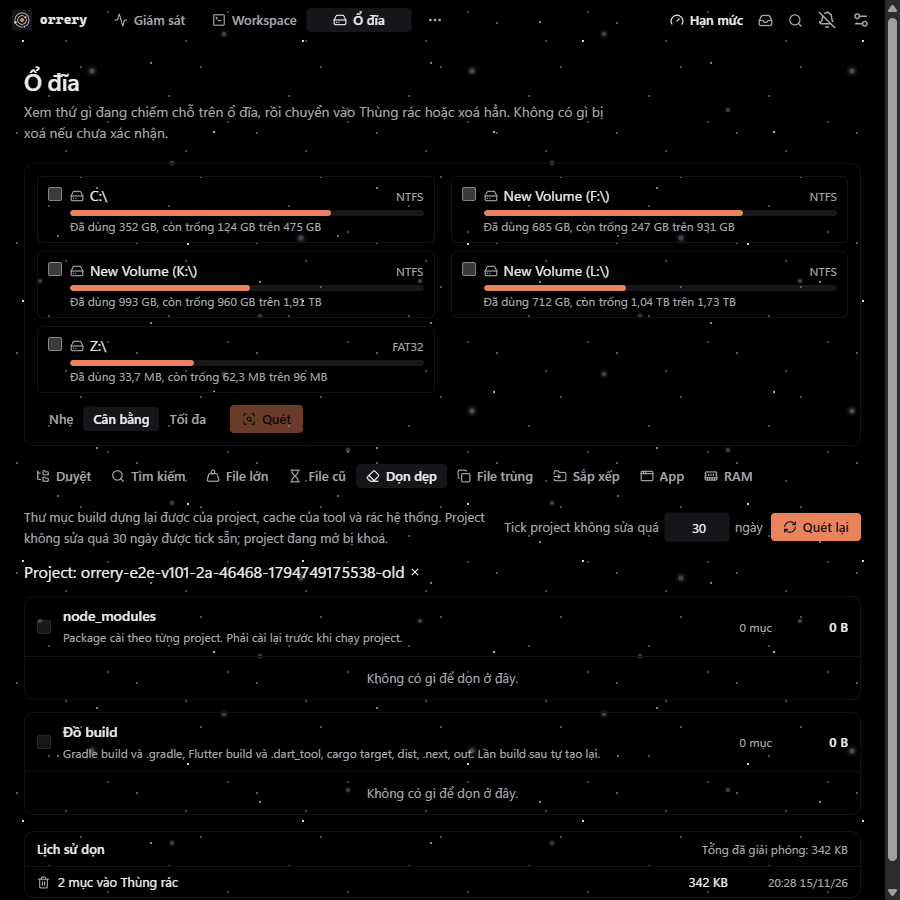 orrery Giám sát Workspace Ổ đĩa Hạn mức
Ổ đĩa
Xem thứ gì đang chiếm chỗ trên ổ đĩa, rồi chuyển vào Thùng rác hoặc xoá hẳn. Không có gì bị
xoá nếu chưa xác nhận.
C:\ NTFS
Đã dùng 352 GB, còn trống 124 GB trên 475 GB
New Volume (F:\) NTFS
Đã dùng 685 GB, còn trống 247 GB trên 931 GB
New Volume (K:\) NTFS
Đã dùng 993 GB, còn trống 960 GB trên 1,91 TB
New Volume (L:\) NTFS
Đã dùng 712 GB, còn trống 1,04 TB trên 1,73 TB
Z:\ FAT32
Đã dùng 33,7 MB, còn trống 62,3 MB trên 96 MB
Nhẹ Cân bằng Tối đa Quét
Duyệt Tìm kiếm File lớn File cũ Dọn dẹp File trùng Sắp xếp App RAM
Thư mục build dựng lại được của project, cache của tool và rác hệ thống. Project
không sửa quá 30 ngày được tick sẵn; project đang mở bị khoá.
Tick project không sửa quá 30 ngày Quét lại
Project: orrery-e2e-v101-2a-46468-1794749175538-old ×
node_modules
Package cài theo từng project. Phải cài lại trước khi chạy project.
0 mục 0 B
Không có gì để dọn ở đây.
Đồ build
Gradle build và .gradle, Flutter build và .dart_tool, cargo target, dist, .next, out. Lần build sau tự tạo lại.
0 mục 0 B
Không có gì để dọn ở đây.
Lịch sử dọn Tổng đã giải phóng: 342 KB
2 mục vào Thùng rác 342 KB 20:28 15/11/26